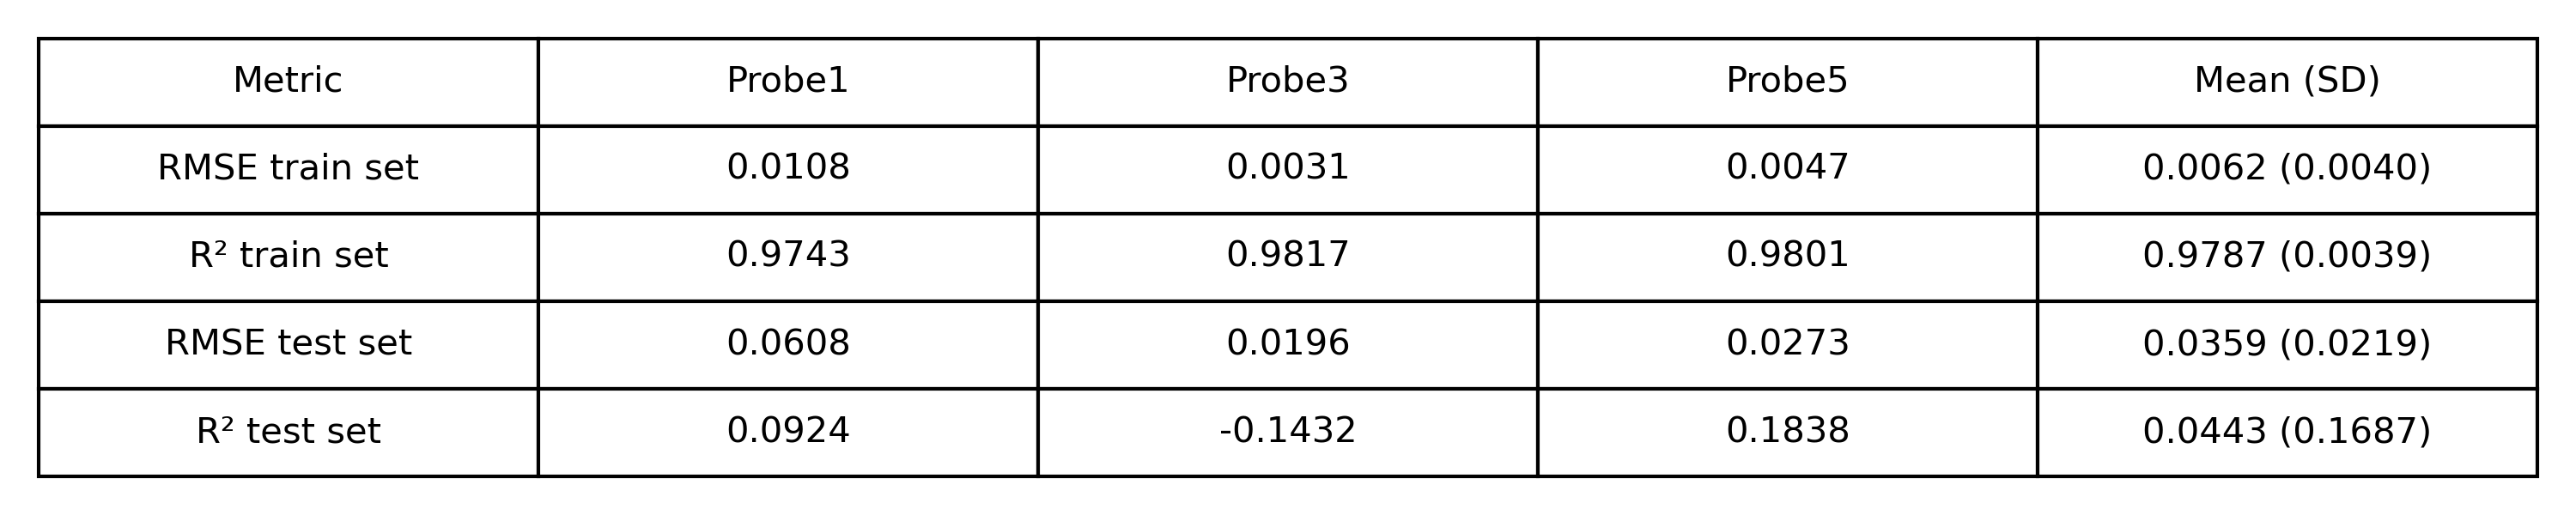 Metric Probe1 Probe3 Probe5 Mean (SD)
RMSE train set 0.0108 0.0031 0.0047 0.0062 (0.0040)
R² train set 0.9743 0.9817 0.9801 0.9787 (0.0039)
RMSE test set 0.0608 0.0196 0.0273 0.0359 (0.0219)
R² test set 0.0924 -0.1432 0.1838 0.0443 (0.1687)